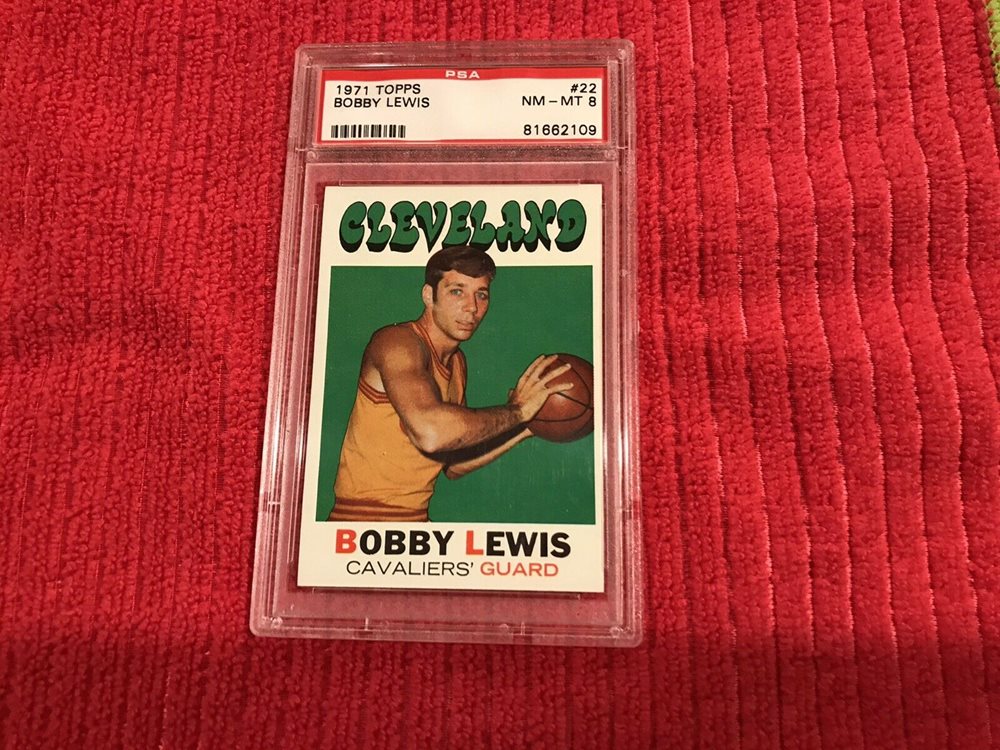 PSA
1971 TOPPS #22
BOBBY LEWIS NM - MT 8
81662109
CLEVELAND
BOBBY LEWIS
CAVALIERS' GUARD